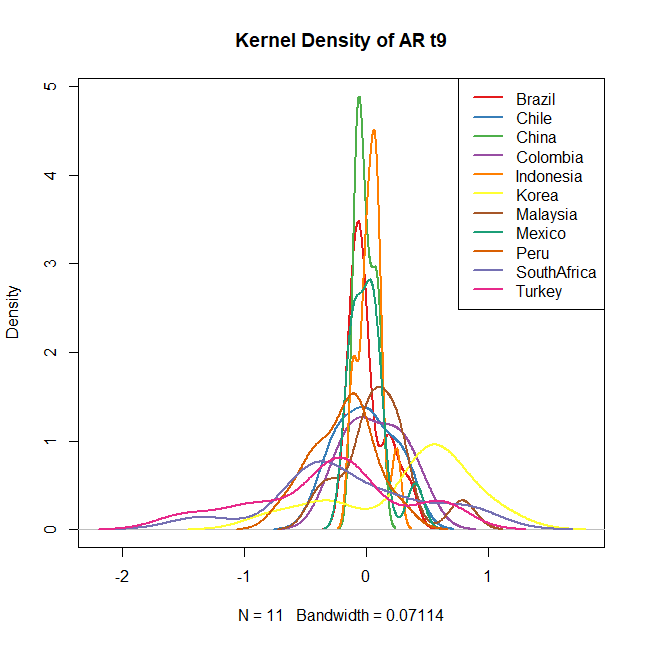 Kernel Density of AR t9
Brazil
Chile
China
Colombia
Indonesia
Korea
Malaysia
Mexico
Peru
SouthAfrica
Turkey
Density
5
4
3
2
1
0
-2 -1 0 1
N = 11 Bandwidth = 0.07114